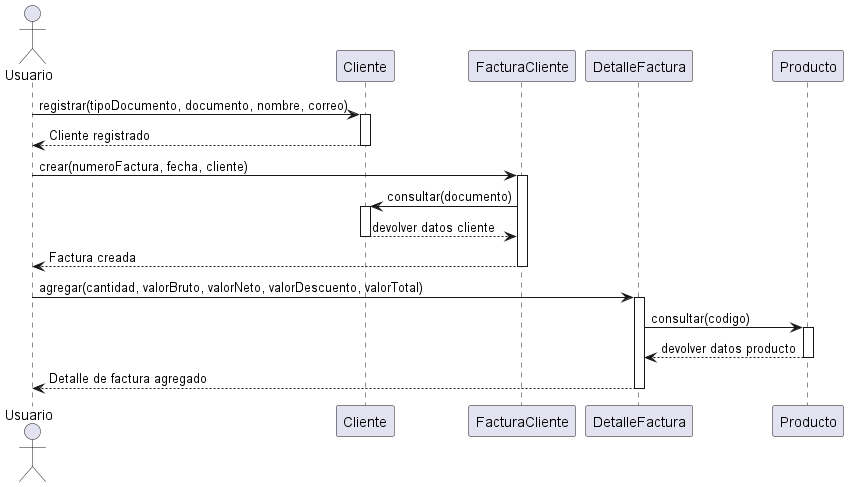 Usuario
Cliente
FacturaCliente
DetalleFactura
Producto
registrar(tipoDocumento, documento, nombre, correo)
Cliente registrado
crear(numeroFactura, fecha, cliente)
consultar(documento)
devolver datos cliente
Factura creada
agregar(cantidad, valorBruto, valorNeto, valorDescuento, valorTotal)
consultar(codigo)
devolver datos producto
Detalle de factura agregado
Usuario
Cliente
FacturaCliente
DetalleFactura
Producto